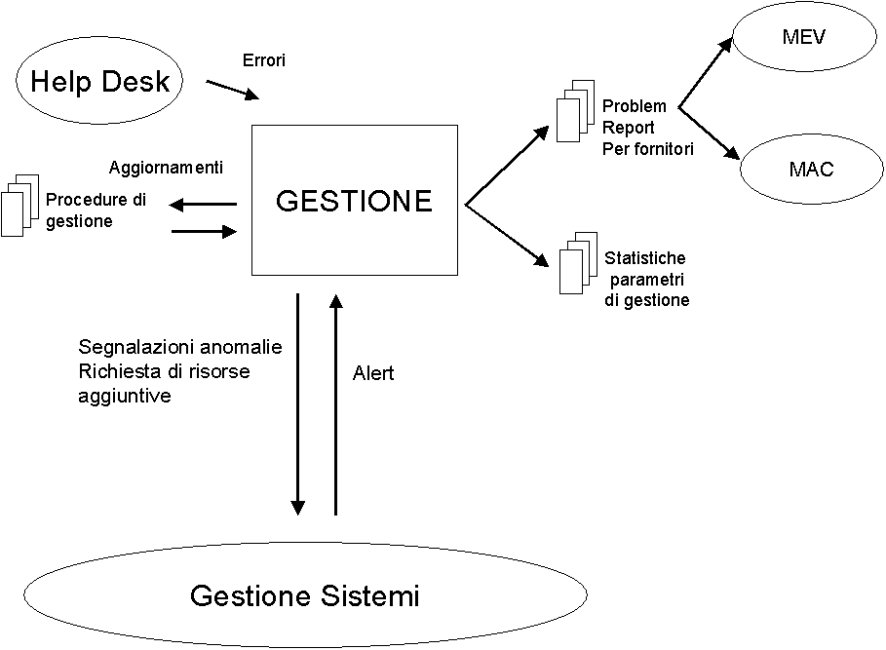 MEV
Errori
Help Desk
Problem
Report
Per fornitori
MAC
Aggiornamenti
Procedure di
gestione
GESTIONE
Statistiche
parametri
di gestione
Segnalazioni anomalie
Richiesta di risorse
aggiuntive
Alert
Gestione Sistemi